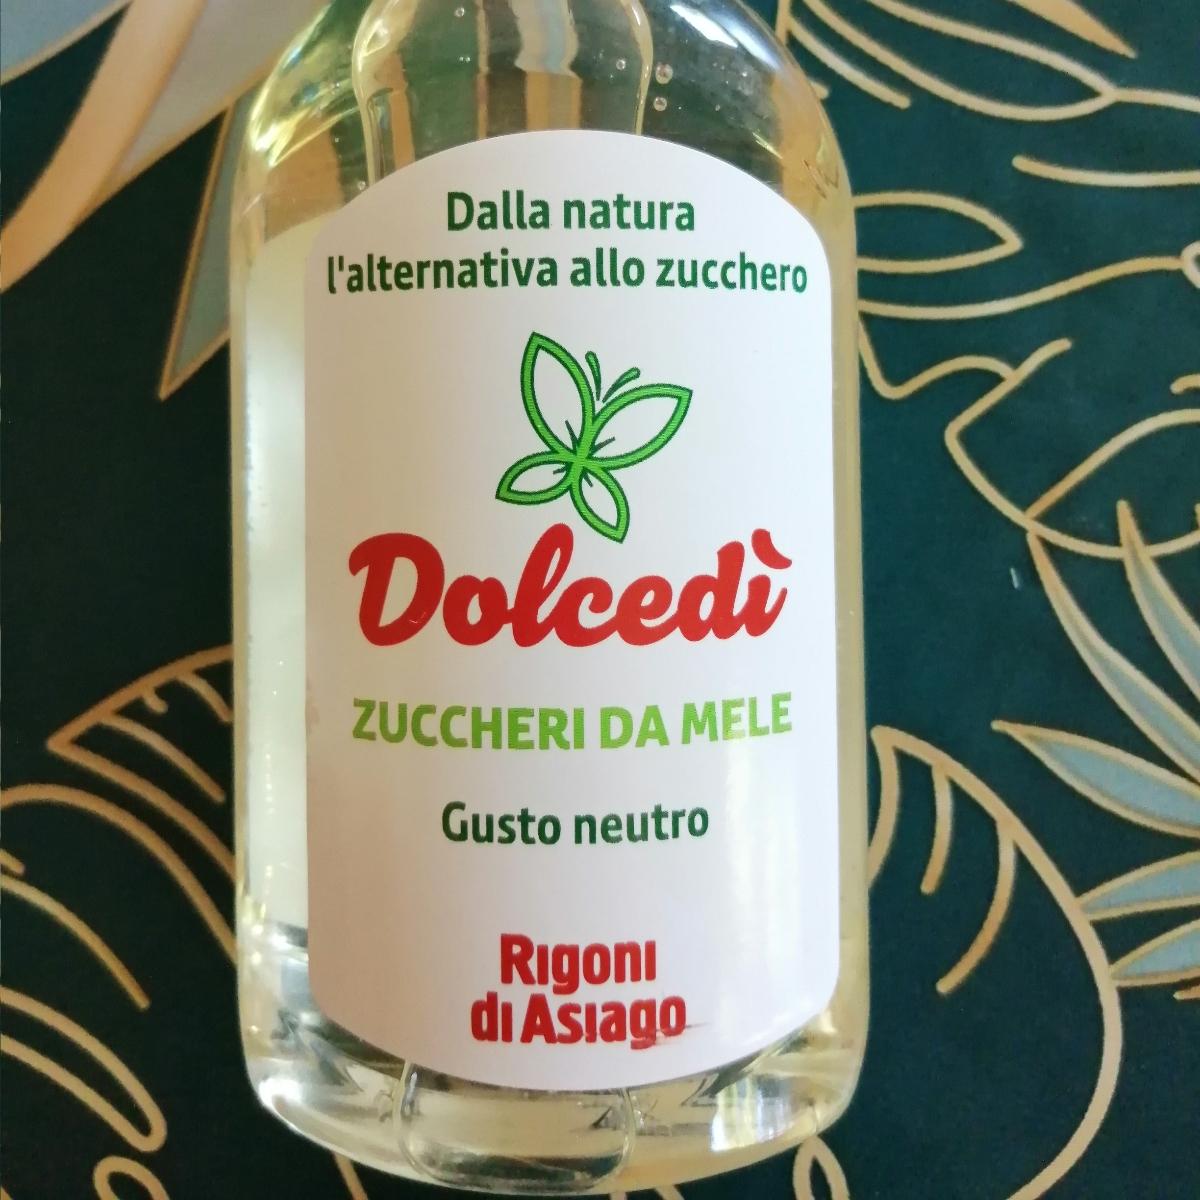 Dalla natura
l'alternativa allo zucchero
Dolcedì
ZUCCHERI DA MELE
Gusto neutro
Rigoni
di Asiago